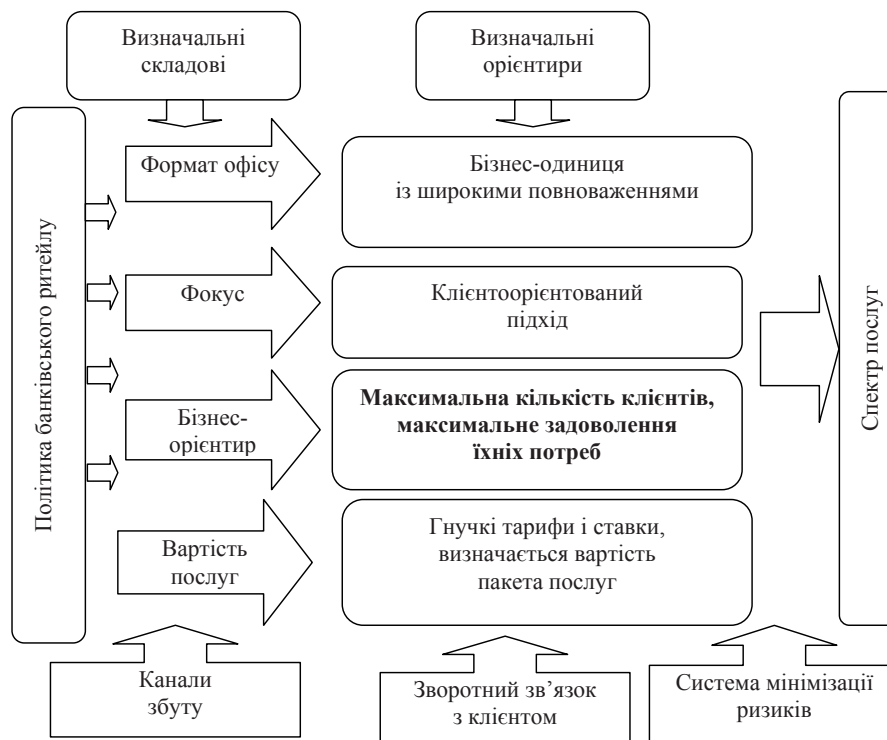 Визначальні
складові
Визначальні
орієнтири
Політика банківського ритейлу
Формат офісу
Бізнес-одиниця
із широкими повноваженнями
Фокус
Клієнтоорієнтований
підхід
Бізнес-
орієнтир
Максимальна кількість клієнтів,
максимальне задоволення
їхніх потреб
Вартість
послуг
Гнучкі тарифи і ставки,
визначається вартість
пакета послуг
Спектр послуг
Канали
збуту
Зворотний зв’язок
з клієнтом
Система мінімізації
ризиків